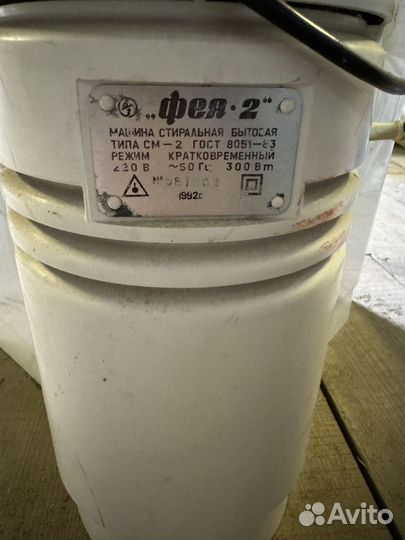 „Фея·2"
МАШИНА СТИРАЛЬНАЯ БЫТОВАЯ
ТИПА СМ-2 ГОСТ 8051-83
РЕЖИМ КРАТКОВРЕМЕННЫЙ
220 В ~50 Гц 300 Вт
№
1992г.
Avito